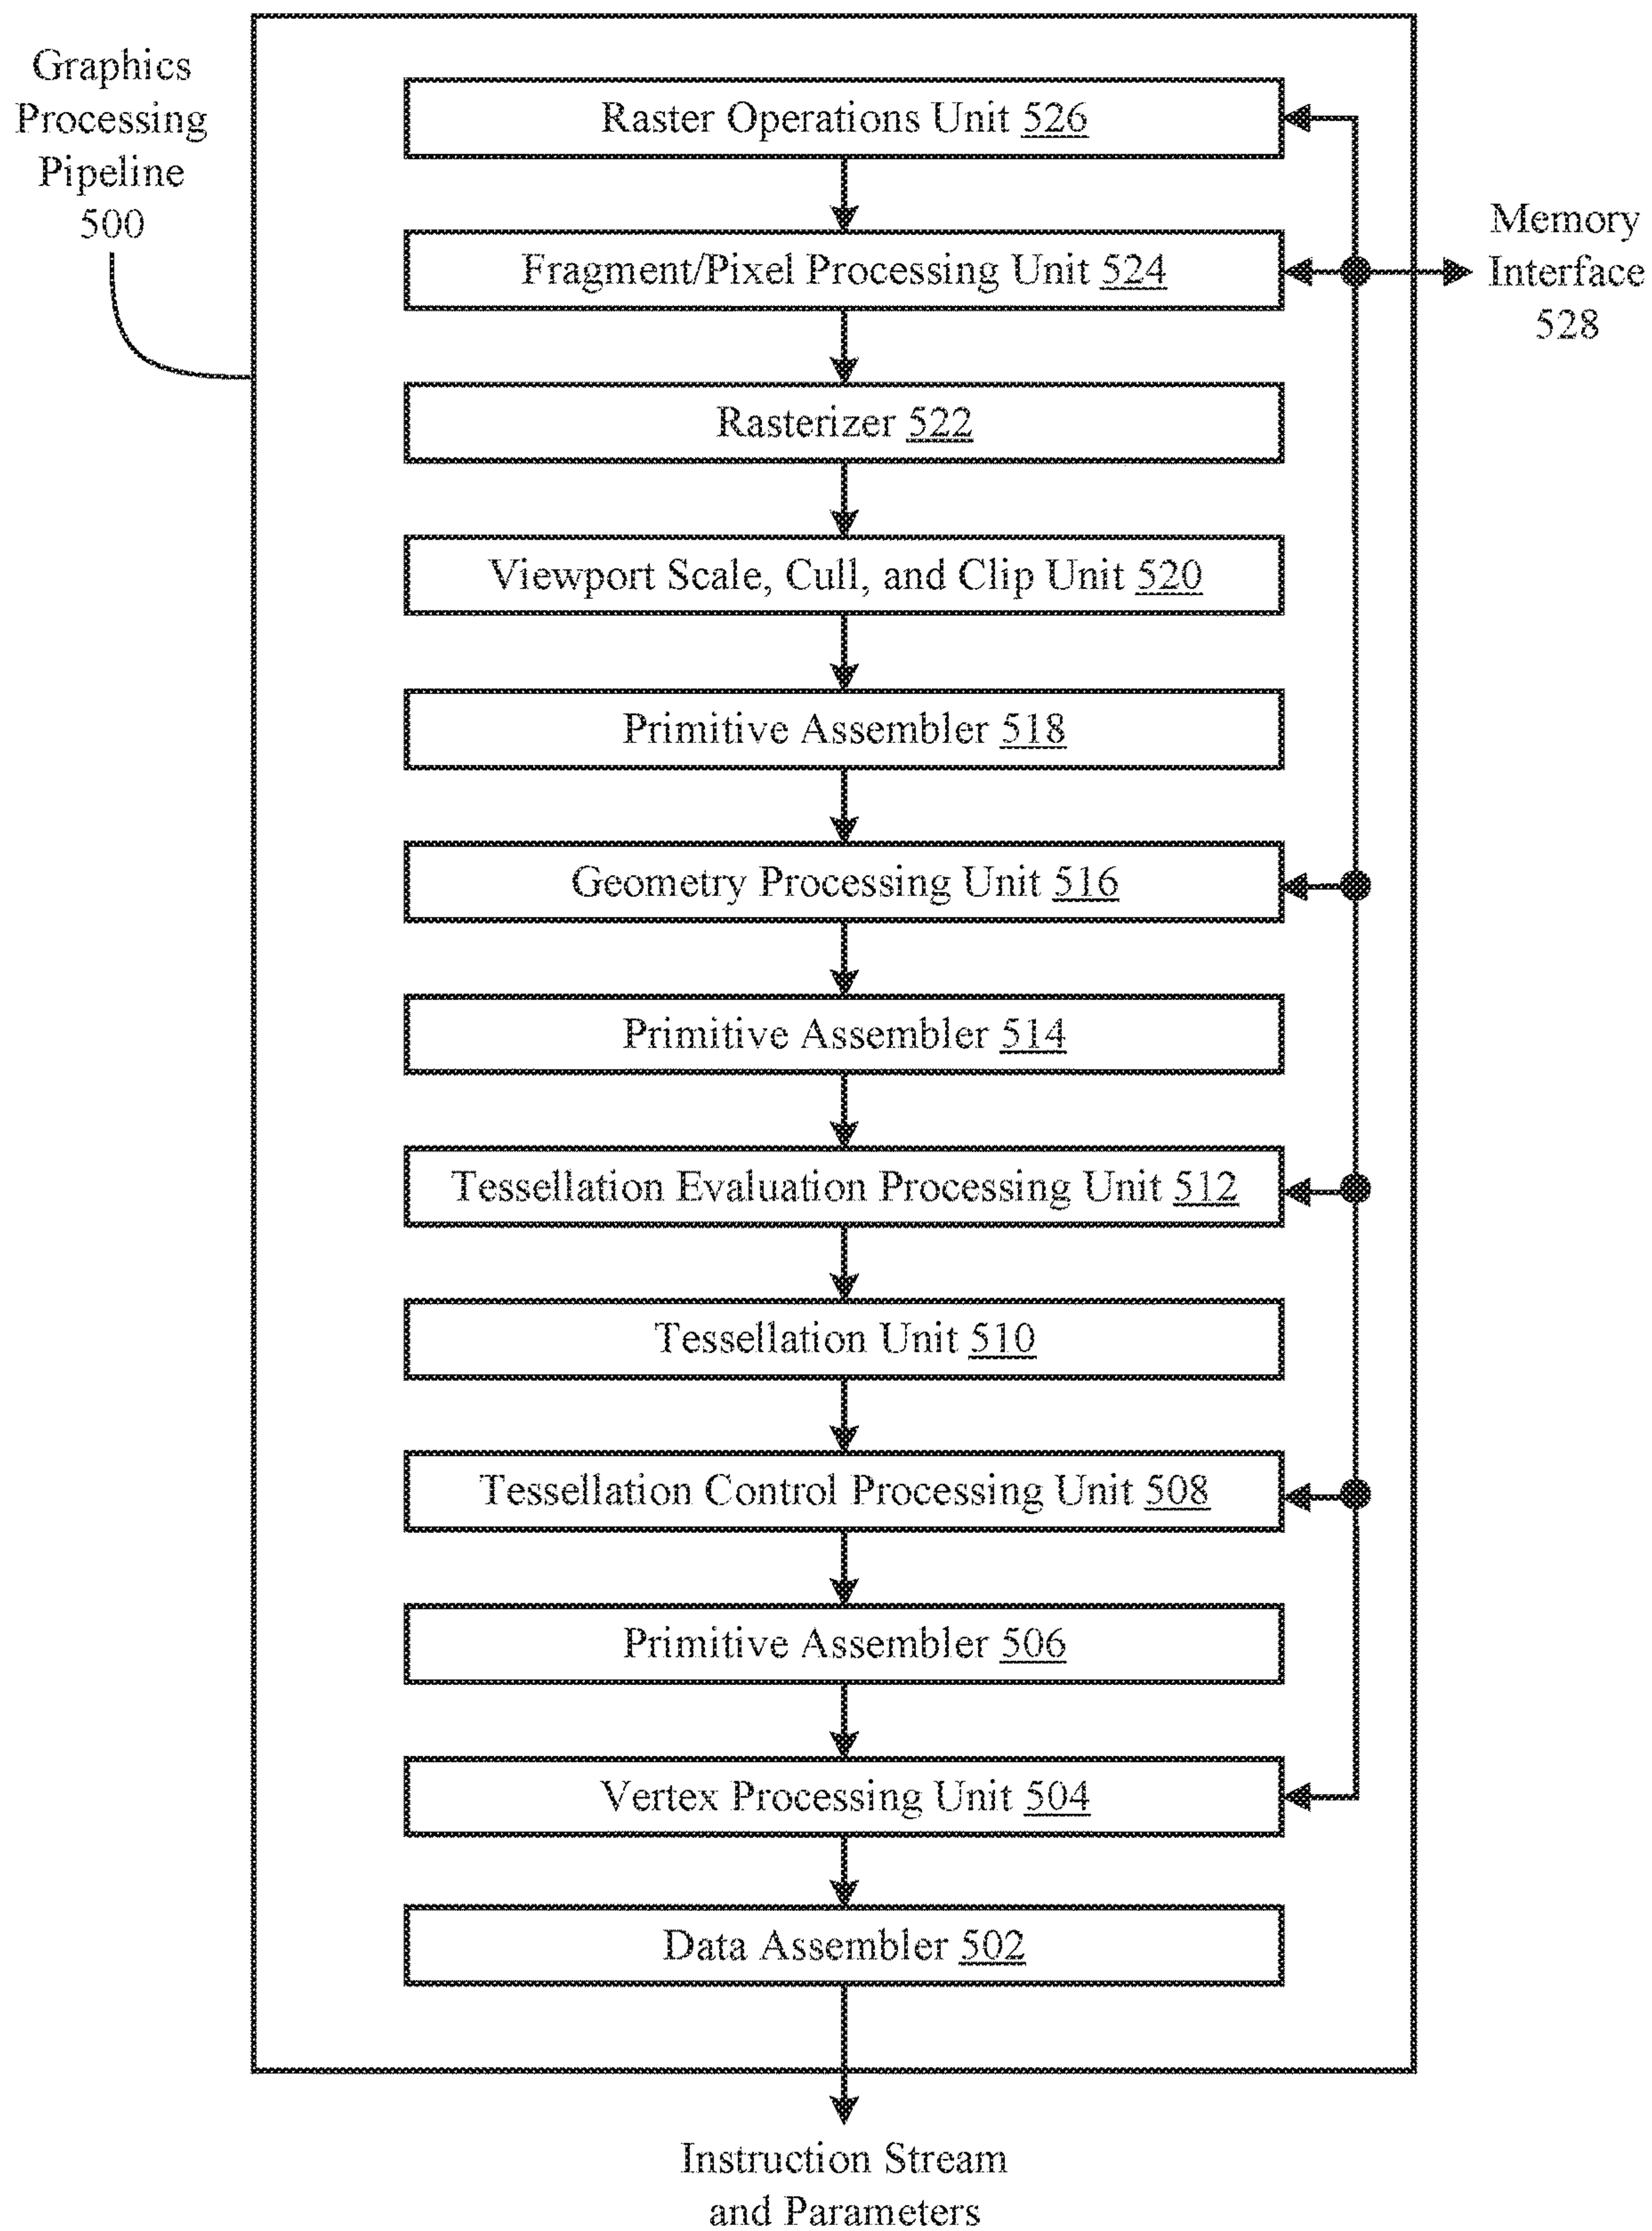 Graphics
Processing
Pipeline
500
Raster Operations Unit 526
Fragment/Pixel Processing Unit 524
Memory
Interface
528
Rasterizer 522
Viewport Scale, Cull, and Clip Unit 520
Primitive Assembler 518
Geometry Processing Unit 516
Primitive Assembler 514
Tessellation Evaluation Processing Unit 512
Tessellation Unit 510
Tessellation Control Processing Unit 508
Primitive Assembler 506
Vertex Processing Unit 504
Data Assembler 502
Instruction Stream
and Parameters